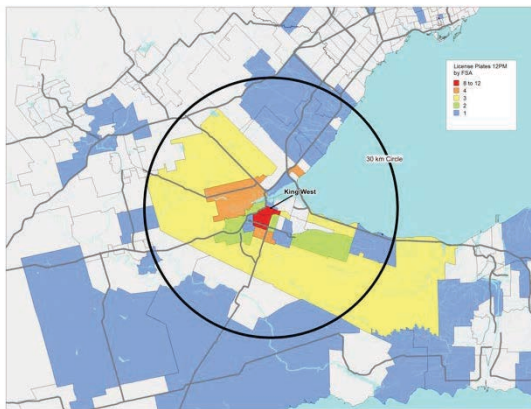 License Plates 12PM
by FSA
8 to 12
4
3
2
1
30 km Circle
King West